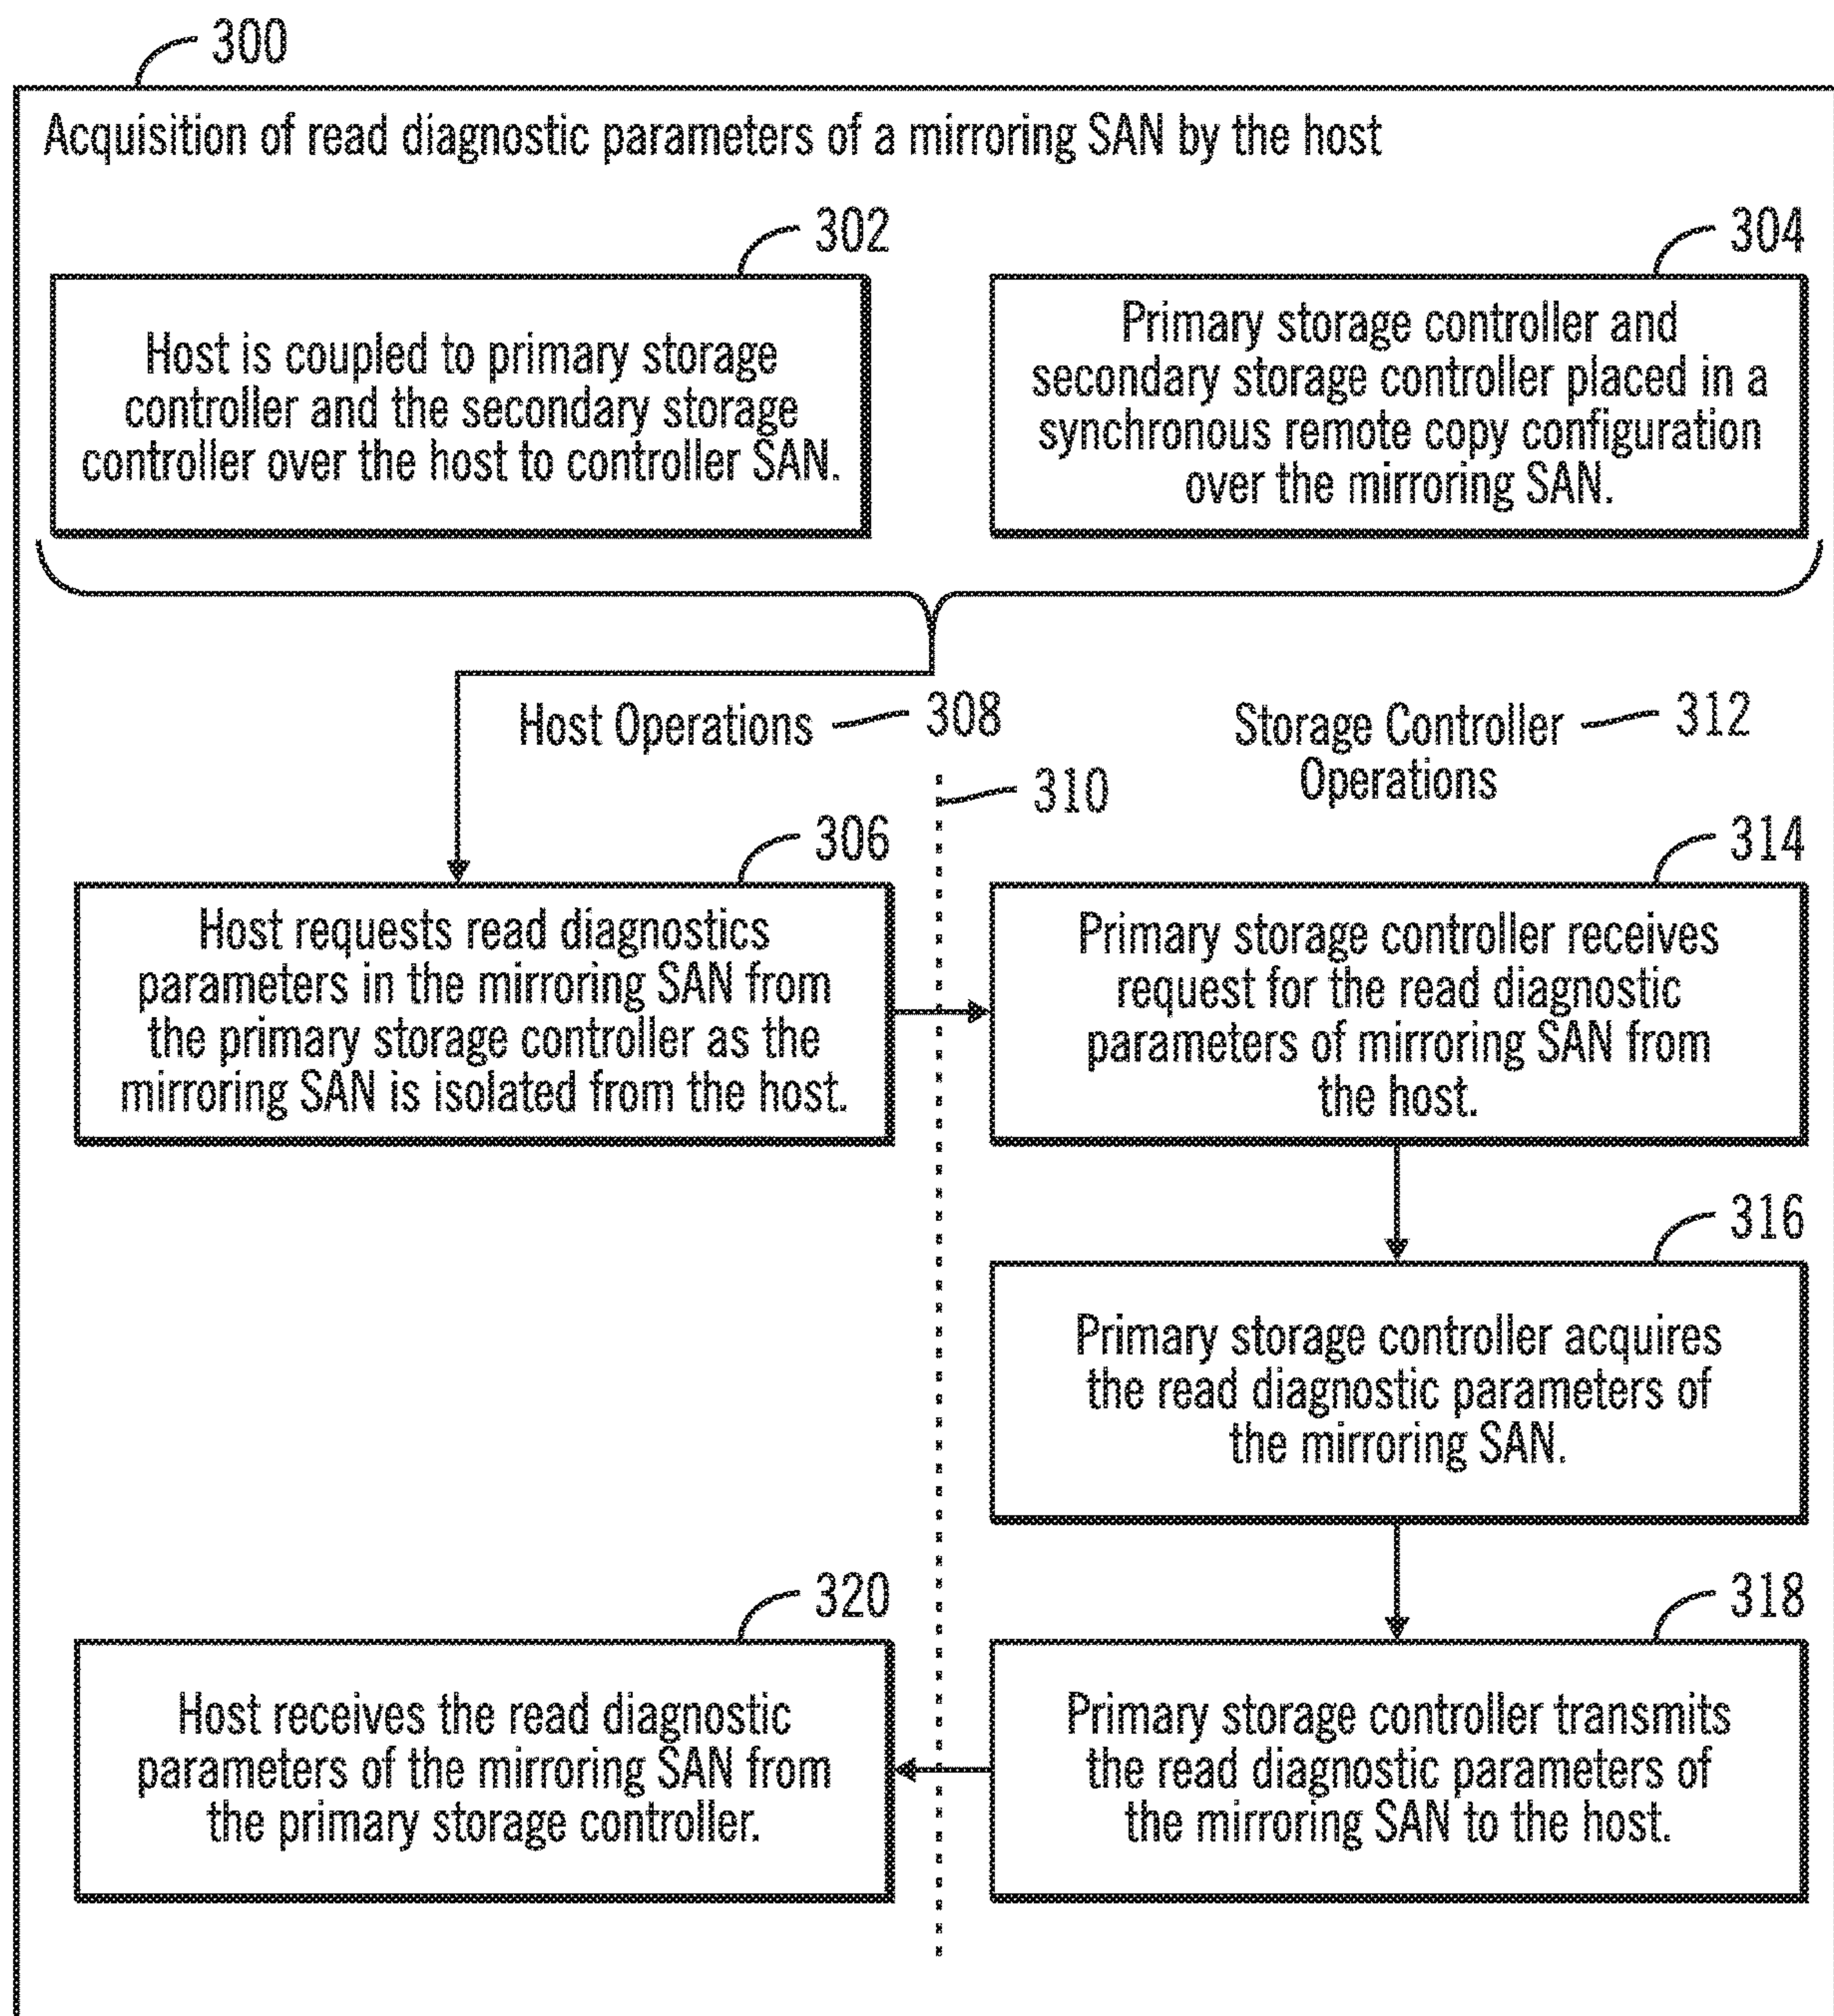 300
Acquisition of read diagnostic parameters of a mirroring SAN by the host
302
Host is coupled to primary storage
controller and the secondary storage
controller over the host to controller SAN.
304
Primary storage controller and
secondary storage controller placed in a
synchronous remote copy configuration
over the mirroring SAN.
Host Operations 308
310
Storage Controller 312
Operations
306
Host requests read diagnostics
parameters in the mirroring SAN from
the primary storage controller as the
mirroring SAN is isolated from the host.
314
Primary storage controller receives
request for the read diagnostic
parameters of mirroring SAN from
the host.
316
Primary storage controller acquires
the read diagnostic parameters of
the mirroring SAN.
318
Primary storage controller transmits
the read diagnostic parameters of
the mirroring SAN to the host.
320
Host receives the read diagnostic
parameters of the mirroring SAN from
the primary storage controller.